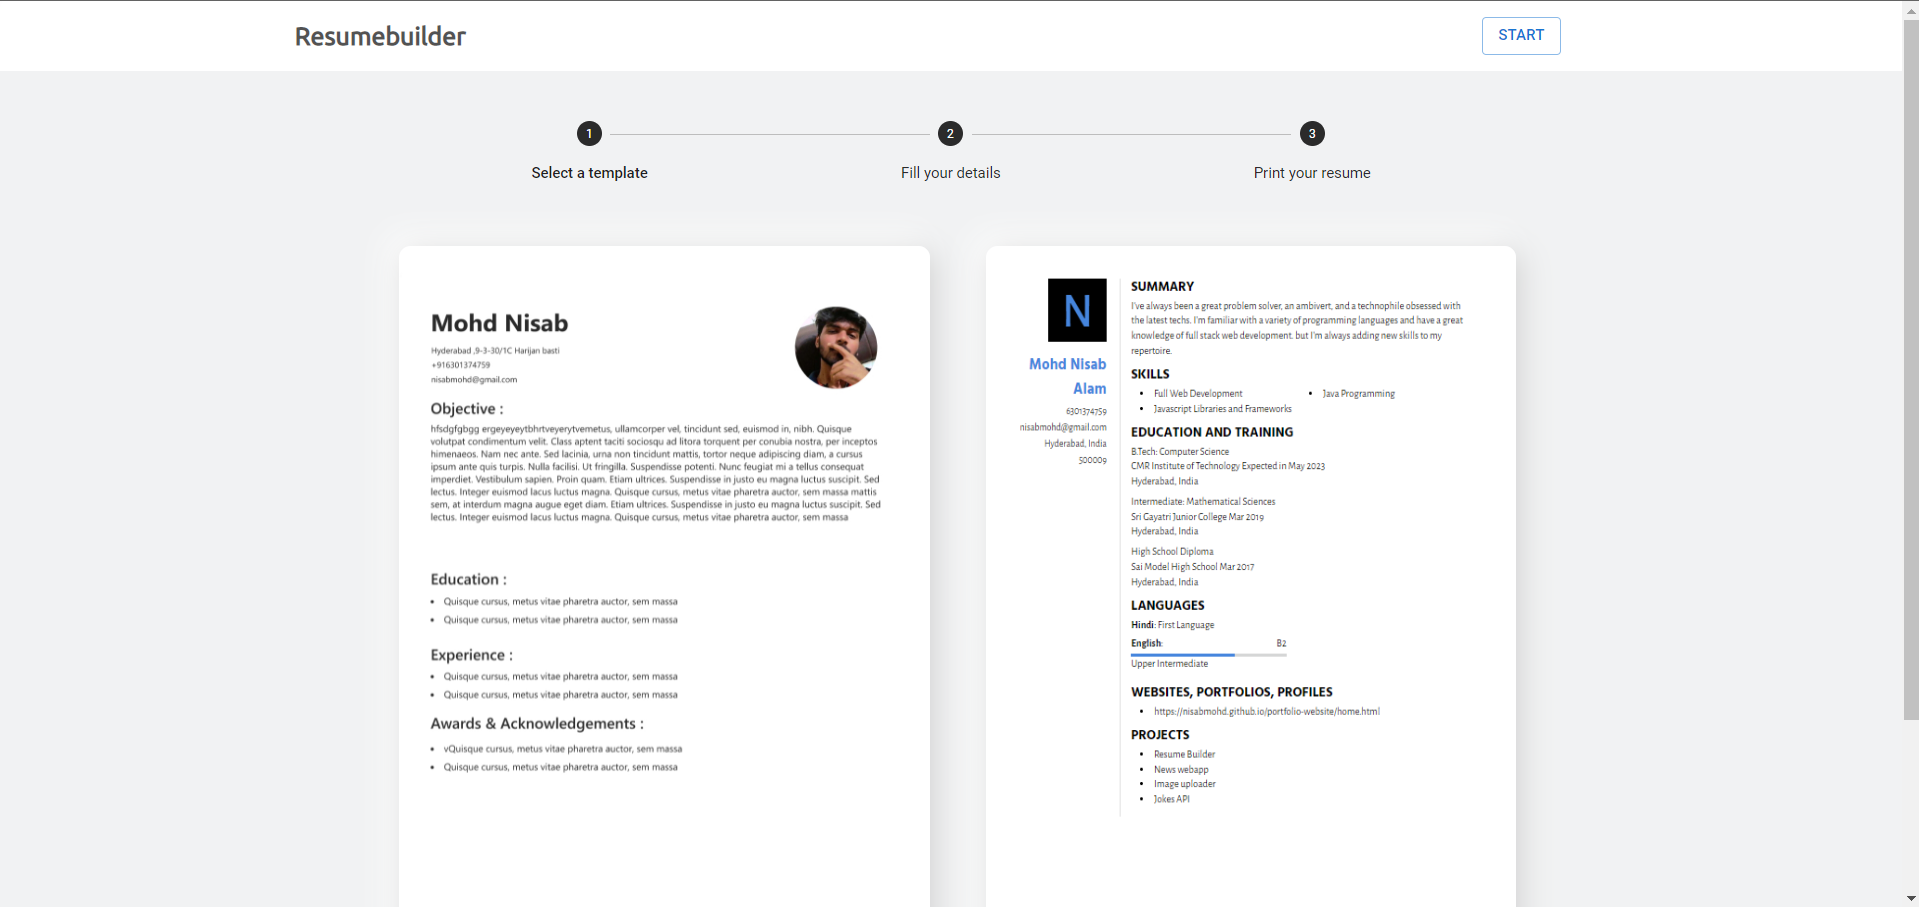 Resumebuilder
START
1
2
3
Select a template
Fill your details
Print your resume
Mohd Nisab
Hyderabad ,9-3-30/1C Harijan basti
+916301374759
nisabmohd@gmail.com
Objective :
hfsdgfgbgg ergeyeyeytbhrtveyerytvemetus, ullamcorper vel, tincidunt sed, euismod in, nibh. Quisque
volutpat condimentum velit. Class aptent taciti sociosqu ad litora torquent per conubia nostra, per inceptos
himenaeos. Nam nec ante. Sed lacinia, urna non tincidunt mattis, tortor neque adipiscing diam, a cursus
ipsum ante quis turpis. Nulla facilisi. Ut fringilla. Suspendisse potenti. Nunc feugiat mi a tellus consequat
imperdiet. Vestibulum sapien. Proin quam. Etiam ultrices. Suspendisse in justo eu magna luctus suscipit. Sed
lectus. Integer euismod lacus luctus magna. Quisque cursus, metus vitae pharetra auctor, sem massa mattis
sem, at interdum magna augue eget diam. Etiam ultrices. Suspendisse in justo eu magna luctus suscipit. Sed
lectus. Integer euismod lacus luctus magna. Quisque cursus, metus vitae pharetra auctor, sem massa
Education :
• Quisque cursus, metus vitae pharetra auctor, sem massa
• Quisque cursus, metus vitae pharetra auctor, sem massa
Experience :
• Quisque cursus, metus vitae pharetra auctor, sem massa
• Quisque cursus, metus vitae pharetra auctor, sem massa
Awards & Acknowledgements :
• vQuisque cursus, metus vitae pharetra auctor, sem massa
• Quisque cursus, metus vitae pharetra auctor, sem massa
N
Mohd Nisab
Alam
6301374759
nisabmohd@gmail.com
Hyderabad, India
500009
SUMMARY
I've always been a great problem solver, an ambivert, and a technophile obsessed with
the latest techs. I'm familiar with a variety of programming languages and have a great
knowledge of full stack web development. but I'm always adding new skills to my
repertoire.
SKILLS
• Full Web Development
• Java Programming
• Javascript Libraries and Frameworks
EDUCATION AND TRAINING
B.Tech: Computer Science
CMR Institute of Technology Expected in May 2023
Hyderabad, India
Intermediate: Mathematical Sciences
Sri Gayatri Junior College Mar 2019
Hyderabad, India
High School Diploma
Sai Model High School Mar 2017
Hyderabad, India
LANGUAGES
Hindi: First Language
English: B2
Upper Intermediate
WEBSITES, PORTFOLIOS, PROFILES
• https://nisabmohd.github.io/portfolio-website/home.html
PROJECTS
• Resume Builder
• News webapp
• Image uploader
• Jokes API